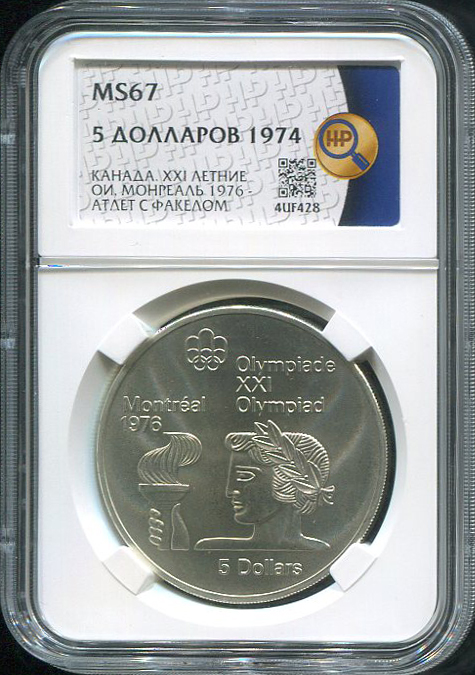 MS67
5 ДОЛЛАРОВ 1974
ННР
КАНАДА. XXI ЛЕТНИЕ
ОИ, МОНРЕАЛЬ 1976 -
АТЛЕТ С ФАКЕЛОМ
4UF428
Olympiade
XXI
Olympiad
Montréal
1976
5 Dollars